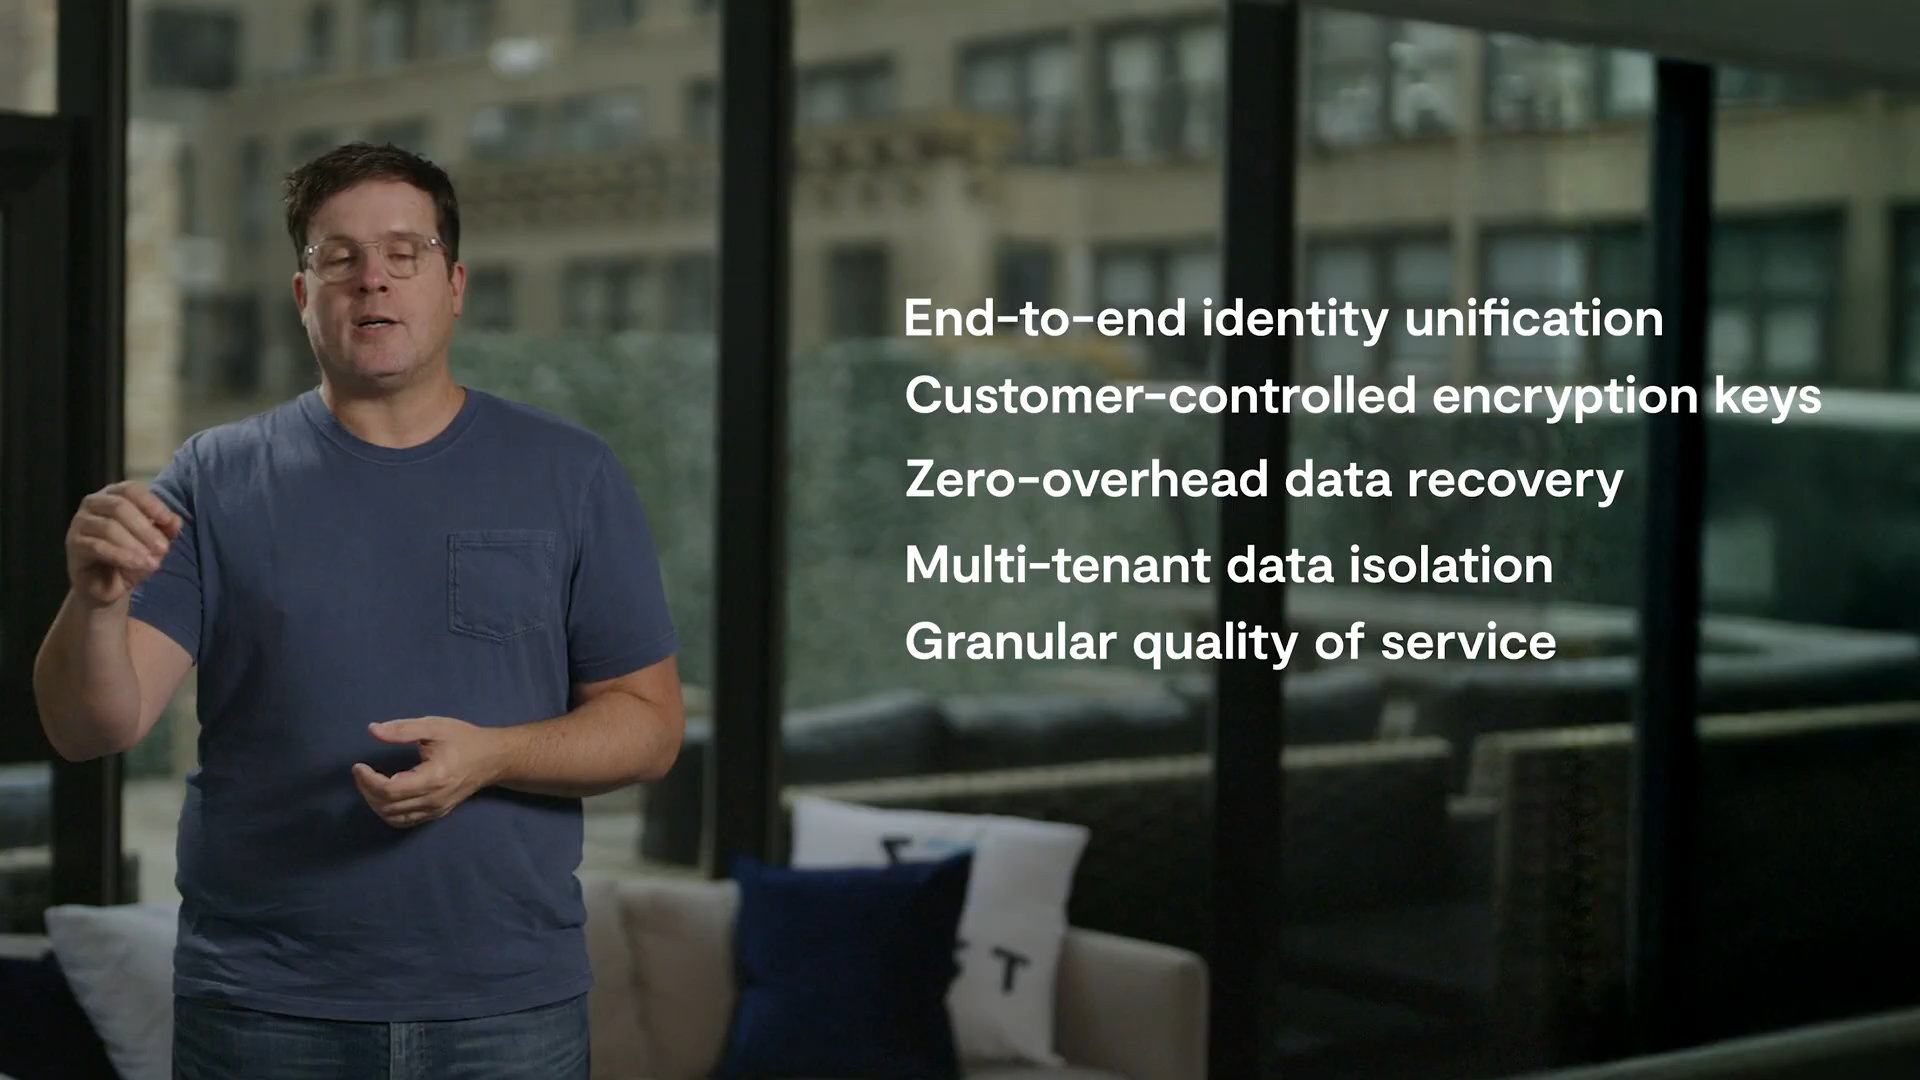 End-to-end identity unification
Customer-controlled encryption keys
Zero-overhead data recovery
Multi-tenant data isolation
Granular quality of service